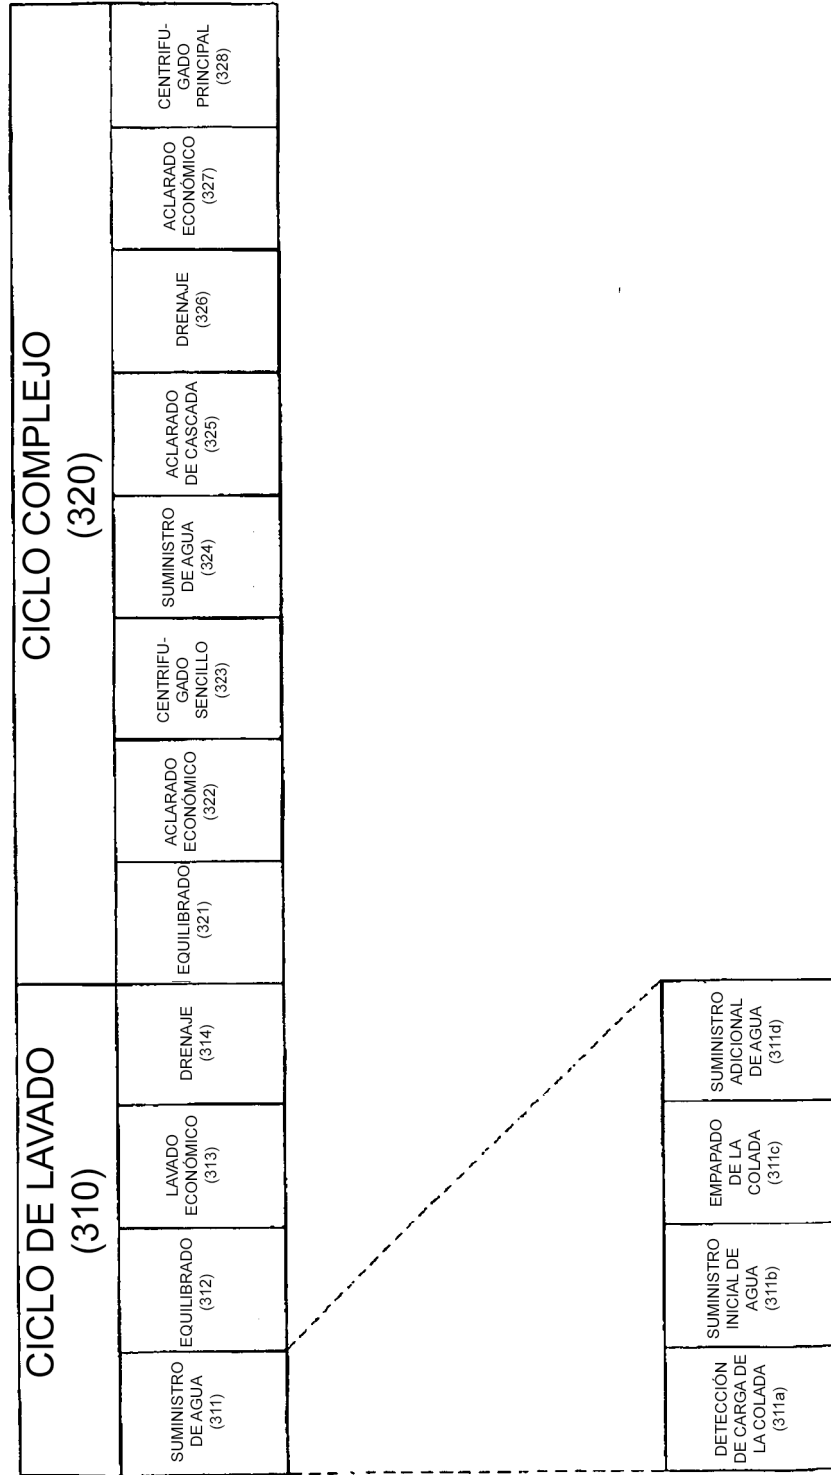 CICLO DE LAVADO
(310)
CICLO COMPLEJO
(320)
SUMINISTRO
DE AGUA
(311)
EQUILIBRADO
(312)
LAVADO
ECONÓMICO
(313)
DRENAJE
(314)
EQUILIBRADO
(321)
ACLARADO
ECONÓMICO
(322)
CENTRIFU-
GADO
SENCILLO
(323)
SUMINISTRO
DE AGUA
(324)
ACLARADO
DE CASCADA
(325)
DRENAJE
(326)
ACLARADO
ECONÓMICO
(327)
CENTRIFU-
GADO
PRINCIPAL
(328)
DETECCIÓN
DE CARGA DE
LA COLADA
(311a)
SUMINISTRO
INICIAL DE
AGUA
(311b)
EMPAPADO
DE LA
COLADA
(311c)
SUMINISTRO
ADICIONAL
DE AGUA
(311d)